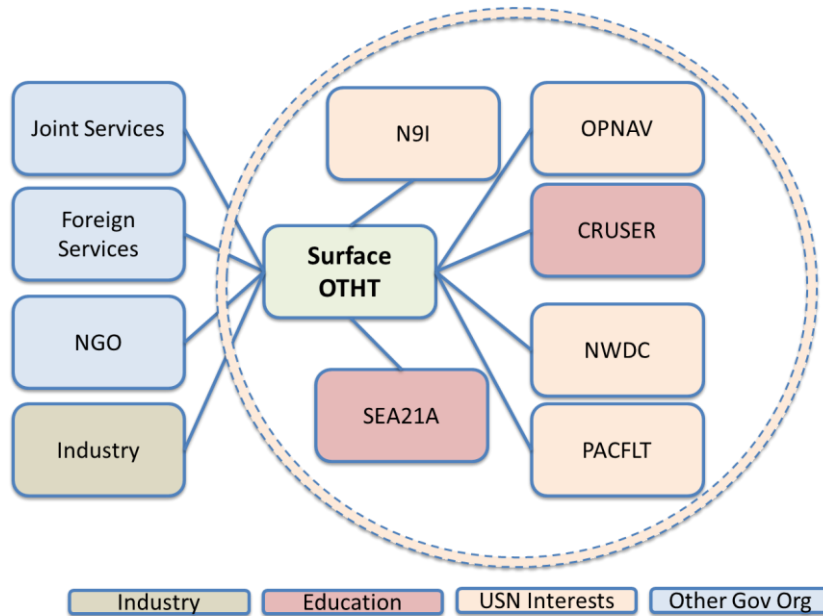 Joint Services
N9I
OPNAV
Foreign
Services
CRUSER
Surface
OTHT
NGO
NWDC
SEA21A
Industry
PACFLT
Industry
Education
USN Interests
Other Gov Org